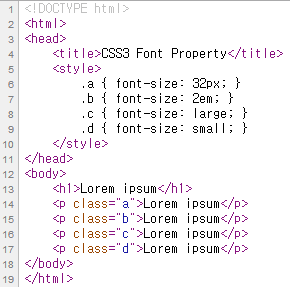 1 <!DOCTYPE html>
2 <html>
3 <head>
4     <title>CSS3 Font Property</title>
5     <style>
6         .a { font-size: 32px; }
7         .b { font-size: 2em; }
8         .c { font-size: large; }
9         .d { font-size: small; }
10     </style>
11 </head>
12 <body>
13     <h1>Lorem ipsum</h1>
14     <p class="a">Lorem ipsum</p>
15     <p class="b">Lorem ipsum</p>
16     <p class="c">Lorem ipsum</p>
17     <p class="d">Lorem ipsum</p>
18 </body>
19 </html>